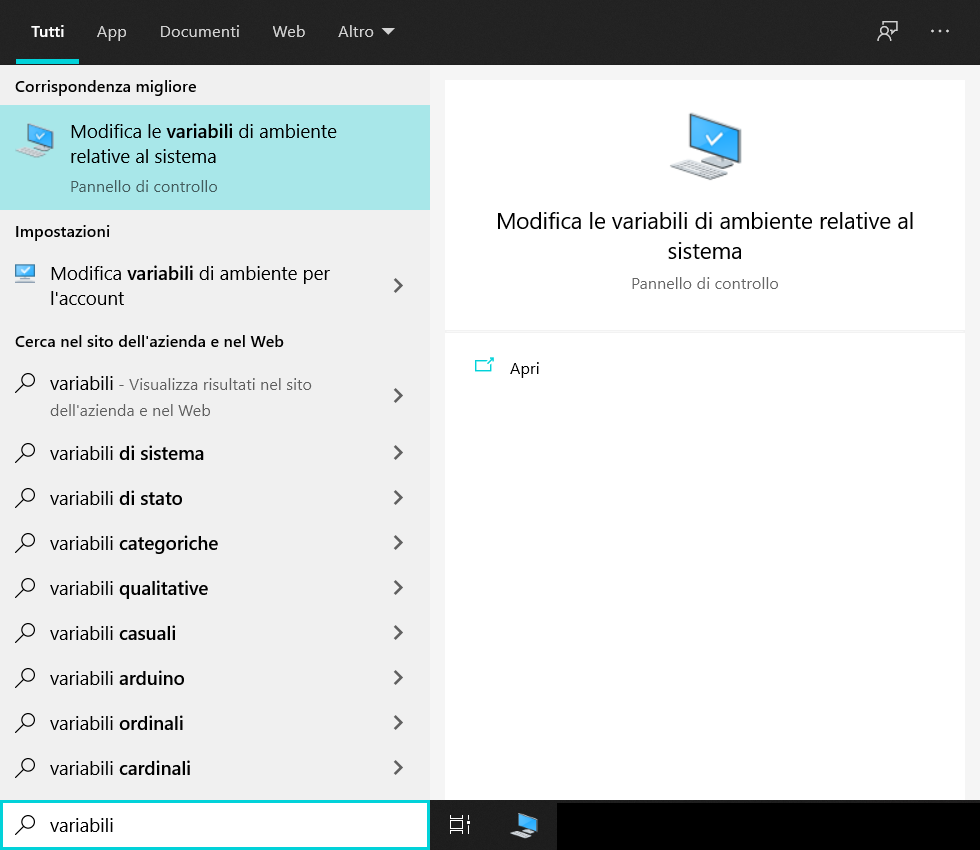 Tutti App Documenti Web Altro
Corrispondenza migliore
Modifica le variabili di ambiente
relative al sistema
Pannello di controllo
Impostazioni
Modifica variabili di ambiente per
l'account
Cerca nel sito dell'azienda e nel Web
variabili - Visualizza risultati nel sito
dell'azienda e nel Web
variabili di sistema
variabili di stato
variabili categoriche
variabili qualitative
variabili casuali
variabili arduino
variabili ordinali
variabili cardinali
variabili
Modifica le variabili di ambiente relative al
sistema
Pannello di controllo
Apri